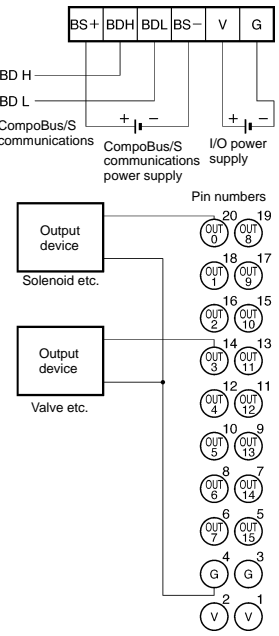 BS+ BDH BDL BS− V G
BD H
BD L
CompoBus/S
communications
+ −
CompoBus/S
communications
power supply
+ −
I/O power
supply
Pin numbers
20 19
OUT 0 OUT 8
Output
device
Solenoid etc.
18 17
OUT 1 OUT 9
16 15
OUT 2 OUT 10
14 13
OUT 3 OUT 11
Output
device
Valve etc.
12 11
OUT 4 OUT 12
10 9
OUT 5 OUT 13
8 7
OUT 6 OUT 14
6 5
OUT 7 OUT 15
4 3
G G
2 1
V V